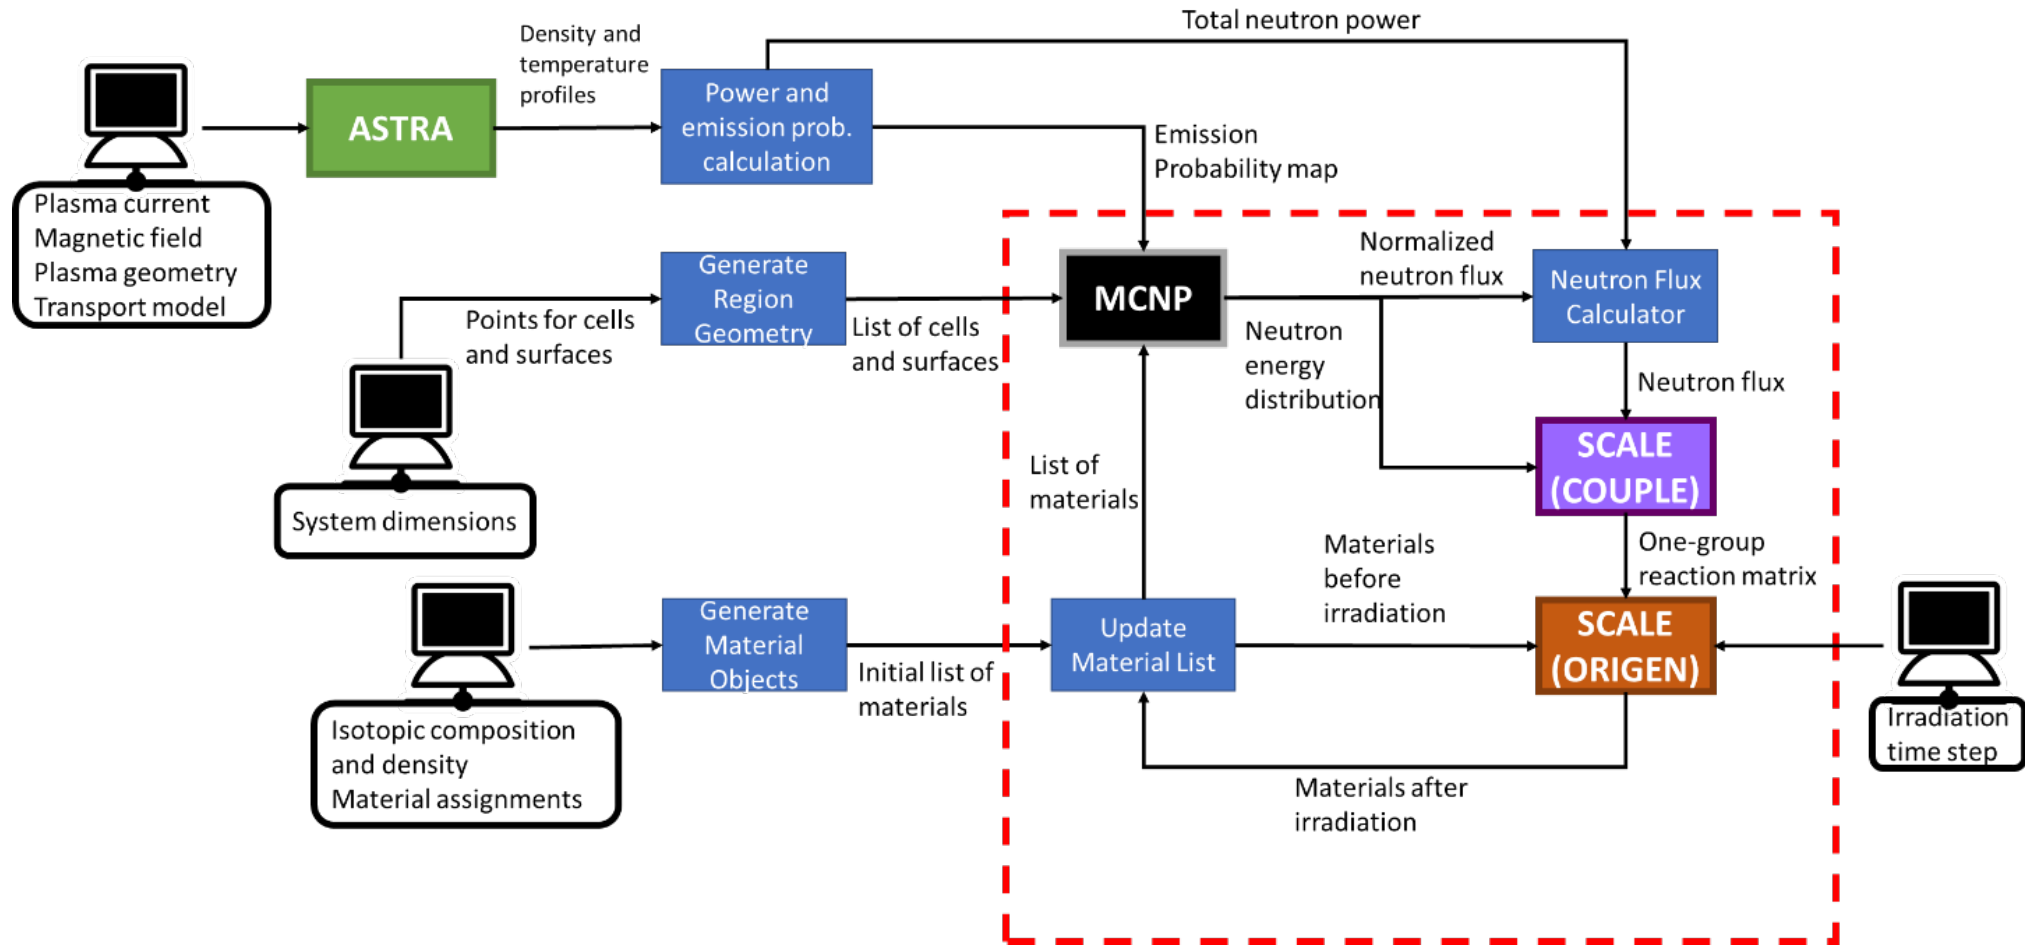 Total neutron power
Density and
temperature
profiles
ASTRA
Power and
emission prob.
calculation
Emission
Probability map
Plasma current
Magnetic field
Plasma geometry
Transport model
Generate
Region
Geometry
Points for cells
and surfaces
List of cells
and surfaces
MCNP
Normalized
neutron flux
Neutron
energy
distribution
Neutron Flux
Calculator
Neutron flux
System dimensions
List of
materials
SCALE
(COUPLE)
One-group
reaction matrix
Materials
before
irradiation
Generate
Material
Objects
Initial list of
materials
Update
Material List
SCALE
(ORIGEN)
Isotopic composition
and density
Material assignments
Materials after
irradiation
Irradiation
time step